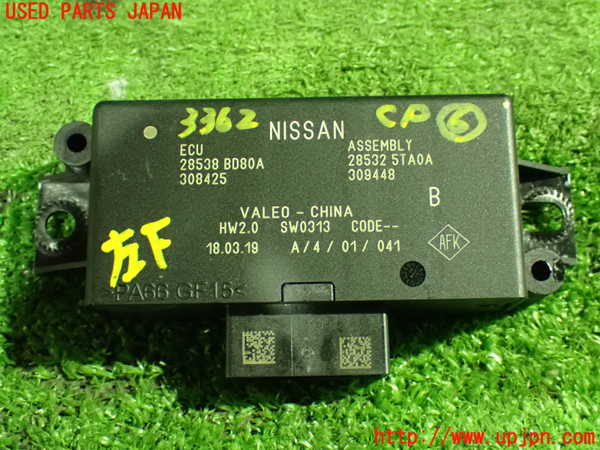 USED PARTS JAPAN
3362
CP ⑥
NISSAN
ECU
28538 BD80A
308425
ASSEMBLY
28532 5TA0A
309448
B
VALEO - CHINA
HW2.0 SW0313 CODE--
18.03.19 A/4/01/041
AFK
左F
>PA66 GF15<
http://www.upjpn.com